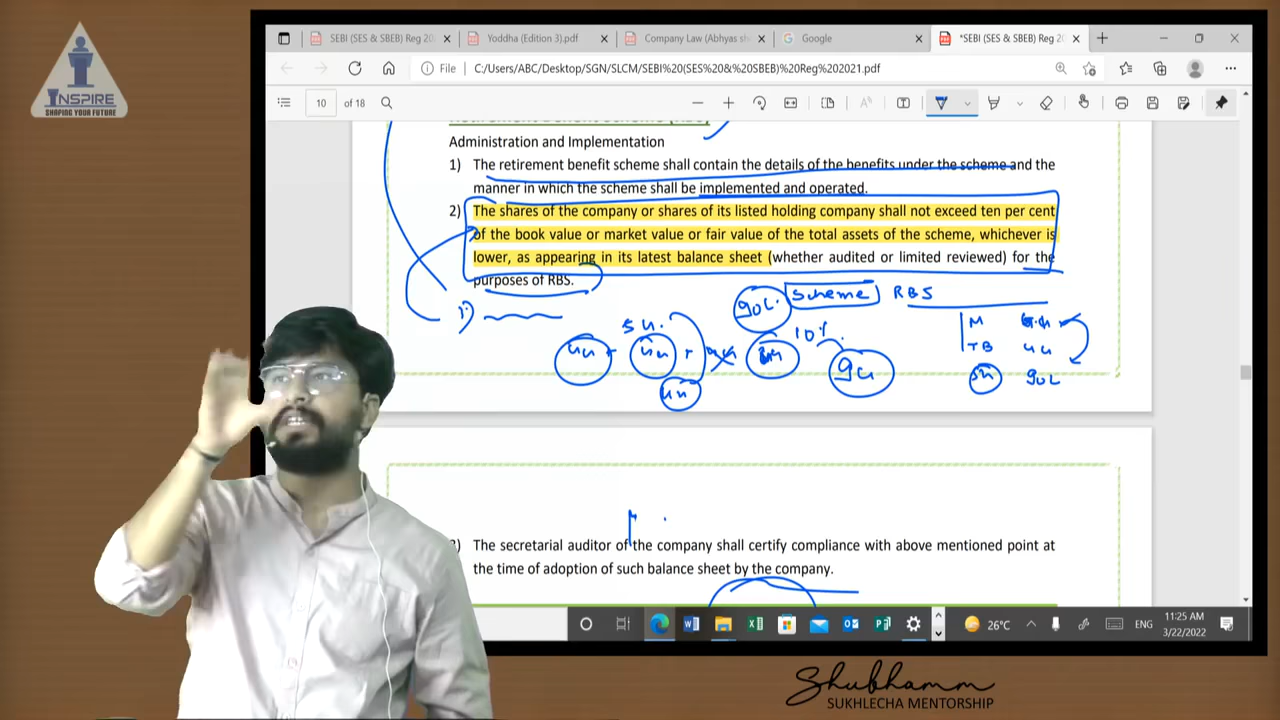 INSPIRE
SHAPING YOUR FUTURE
SEBI (SES & SBEB) Reg 20
Yoddha (Edition 3).pdf
Company Law (Abhyas sh
Google
*SEBI (SES & SBEB) Reg 2
File
C:/Users/ABC/Desktop/SGN/SLCM/SEBI%20(SES%20&%20SBEB)%20Reg%202021.pdf
10 of 18
Administration and Implementation
1) The retirement benefit scheme shall contain the details of the benefits under the scheme and the
manner in which the scheme shall be implemented and operated.
2) The shares of the company or shares of its listed holding company shall not exceed ten per cent
of the book value or market value or fair value of the total assets of the scheme, whichever is
lower, as appearing in its latest balance sheet (whether audited or limited reviewed) for the
purposes of RBS.
90L. Scheme RBS
10%
90L
3) The secretarial auditor of the company shall certify compliance with above mentioned point at
the time of adoption of such balance sheet by the company.
26°C
ENG
11:25 AM
3/22/2022
Shubhamm
SUKHLECHA MENTORSHIP